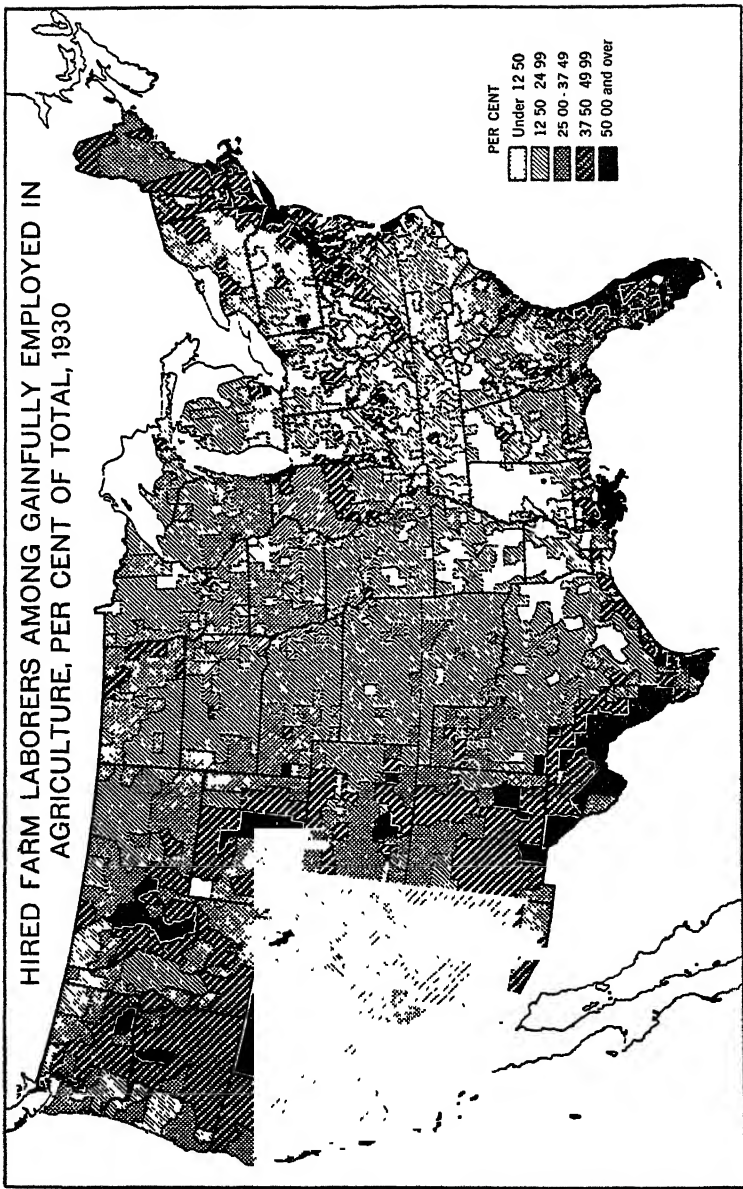 HIRED FARM LABORERS AMONG GAINFULLY EMPLOYED IN
AGRICULTURE, PER CENT OF TOTAL, 1930
PER CENT
Under 12 50
12 50 24 99
25 00 - 37 49
37 50 49 99
50 00 and over